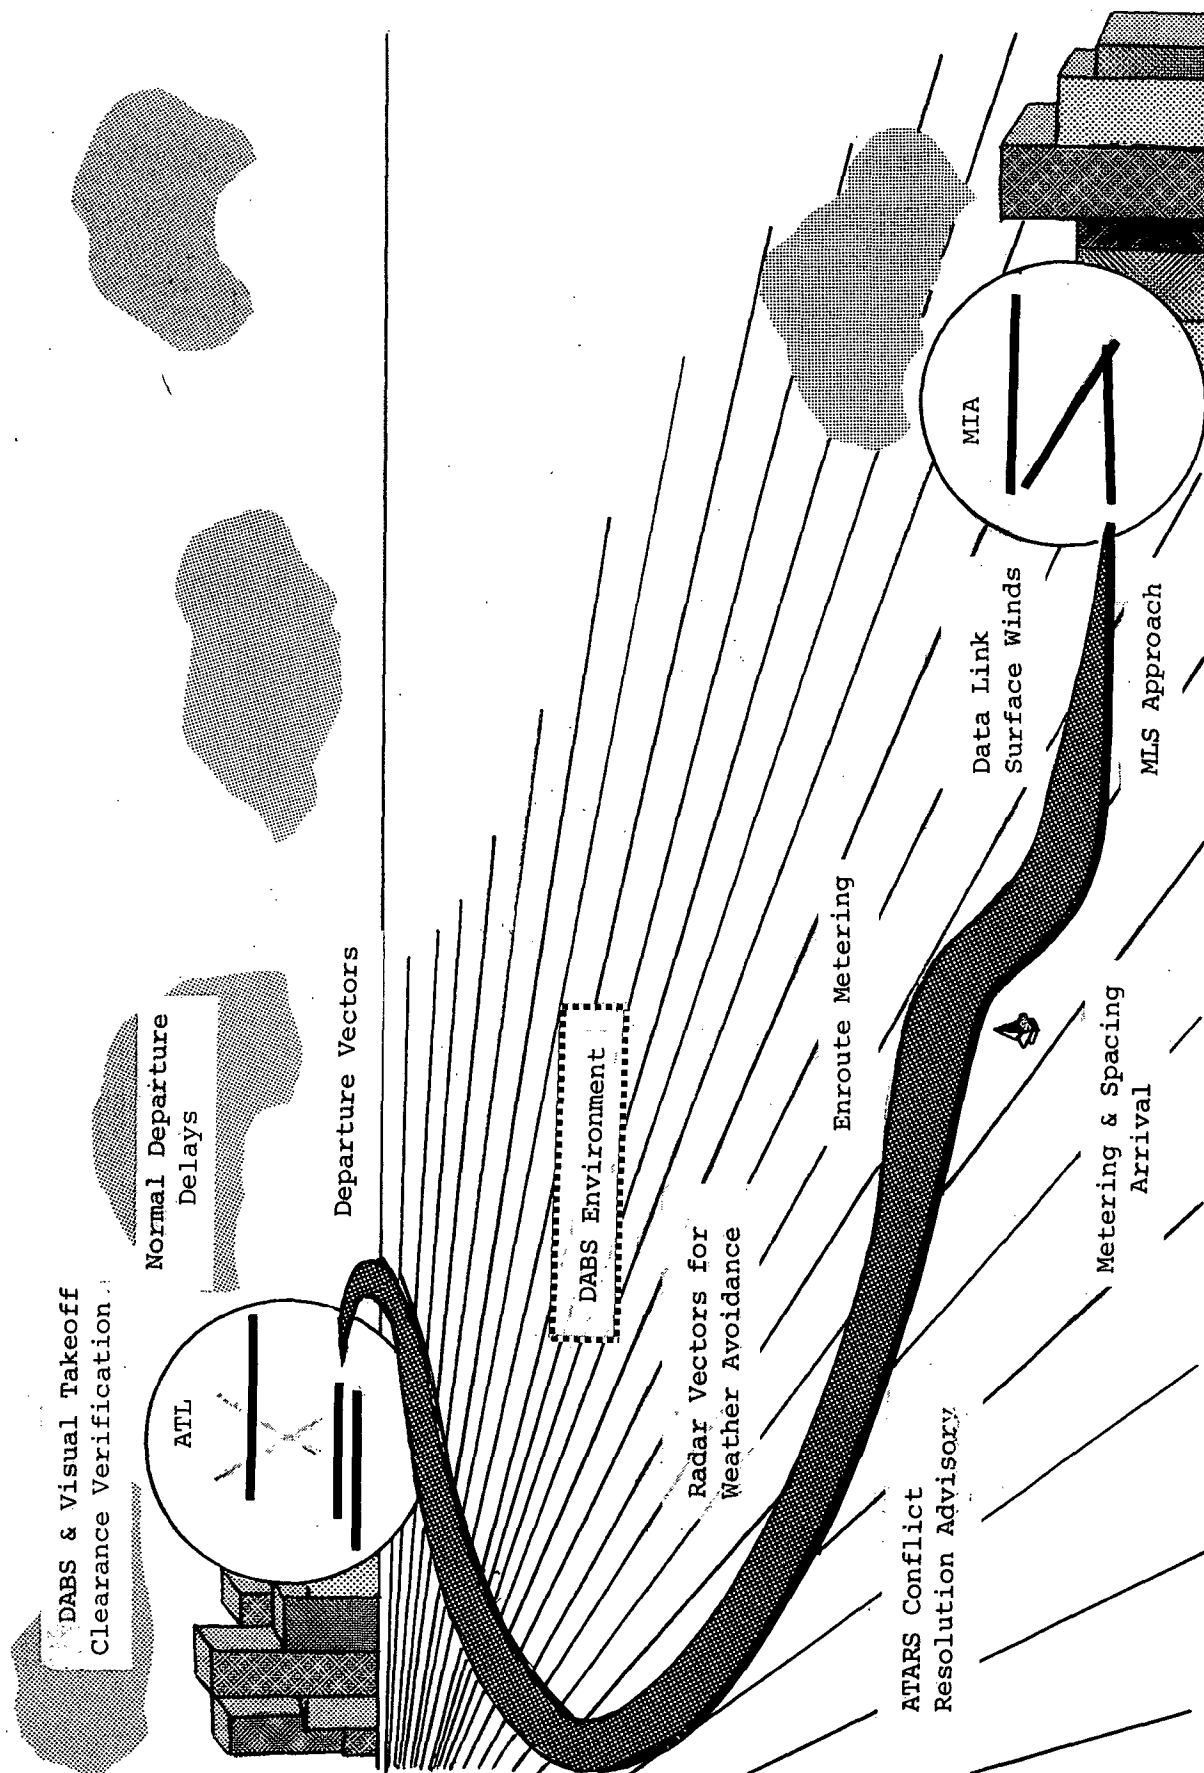 DABS & Visual Takeoff
Clearance Verification
Normal Departure
Delays
ATL
Departure Vectors
DABS Environment
Radar Vectors for
Weather Avoidance
Enroute Metering
ATARS Conflict
Resolution Advisory
Metering & Spacing
Arrival
Data Link
Surface Winds
MLS Approach
MIA